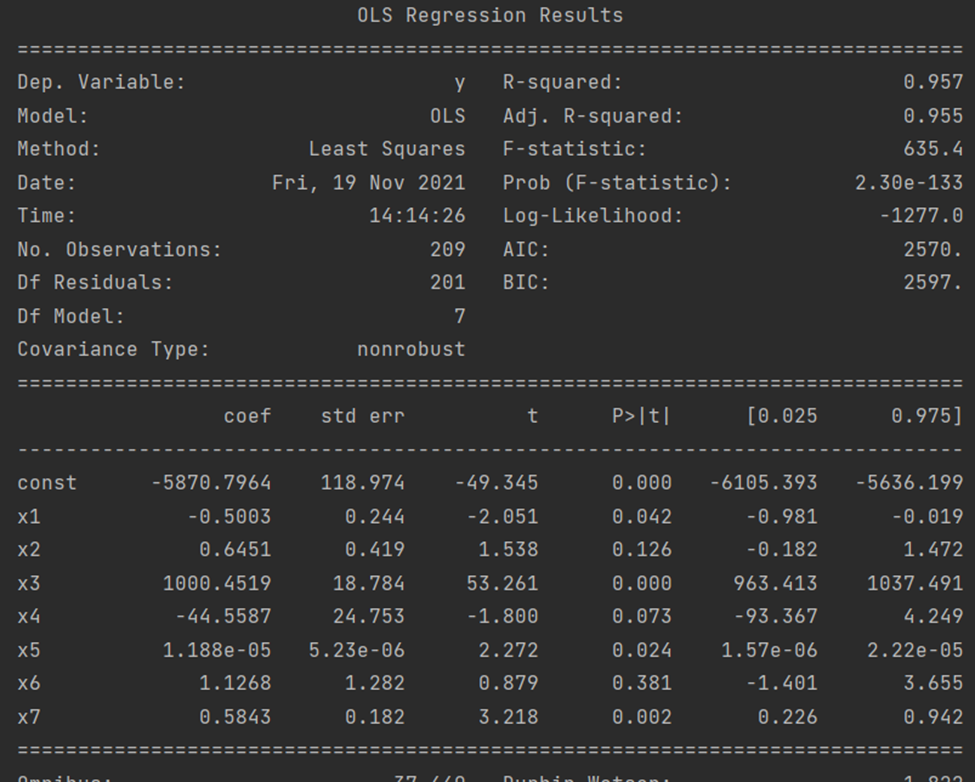 OLS Regression Results
==============================================================================
Dep. Variable: y R-squared: 0.957
Model: OLS Adj. R-squared: 0.955
Method: Least Squares F-statistic: 635.4
Date: Fri, 19 Nov 2021 Prob (F-statistic): 2.30e-133
Time: 14:14:26 Log-Likelihood: -1277.0
No. Observations: 209 AIC: 2570.
Df Residuals: 201 BIC: 2597.
Df Model: 7
Covariance Type: nonrobust
==============================================================================
coef std err t P>|t| [0.025 0.975]
------------------------------------------------------------------------------
const -5870.7964 118.974 -49.345 0.000 -6105.393 -5636.199
x1 -0.5003 0.244 -2.051 0.042 -0.981 -0.019
x2 0.6451 0.419 1.538 0.126 -0.182 1.472
x3 1000.4519 18.784 53.261 0.000 963.413 1037.491
x4 -44.5587 24.753 -1.800 0.073 -93.367 4.249
x5 1.188e-05 5.23e-06 2.272 0.024 1.57e-06 2.22e-05
x6 1.1268 1.282 0.879 0.381 -1.401 3.655
x7 0.5843 0.182 3.218 0.002 0.226 0.942
==============================================================================
Omnibus: Durbin-Watson: